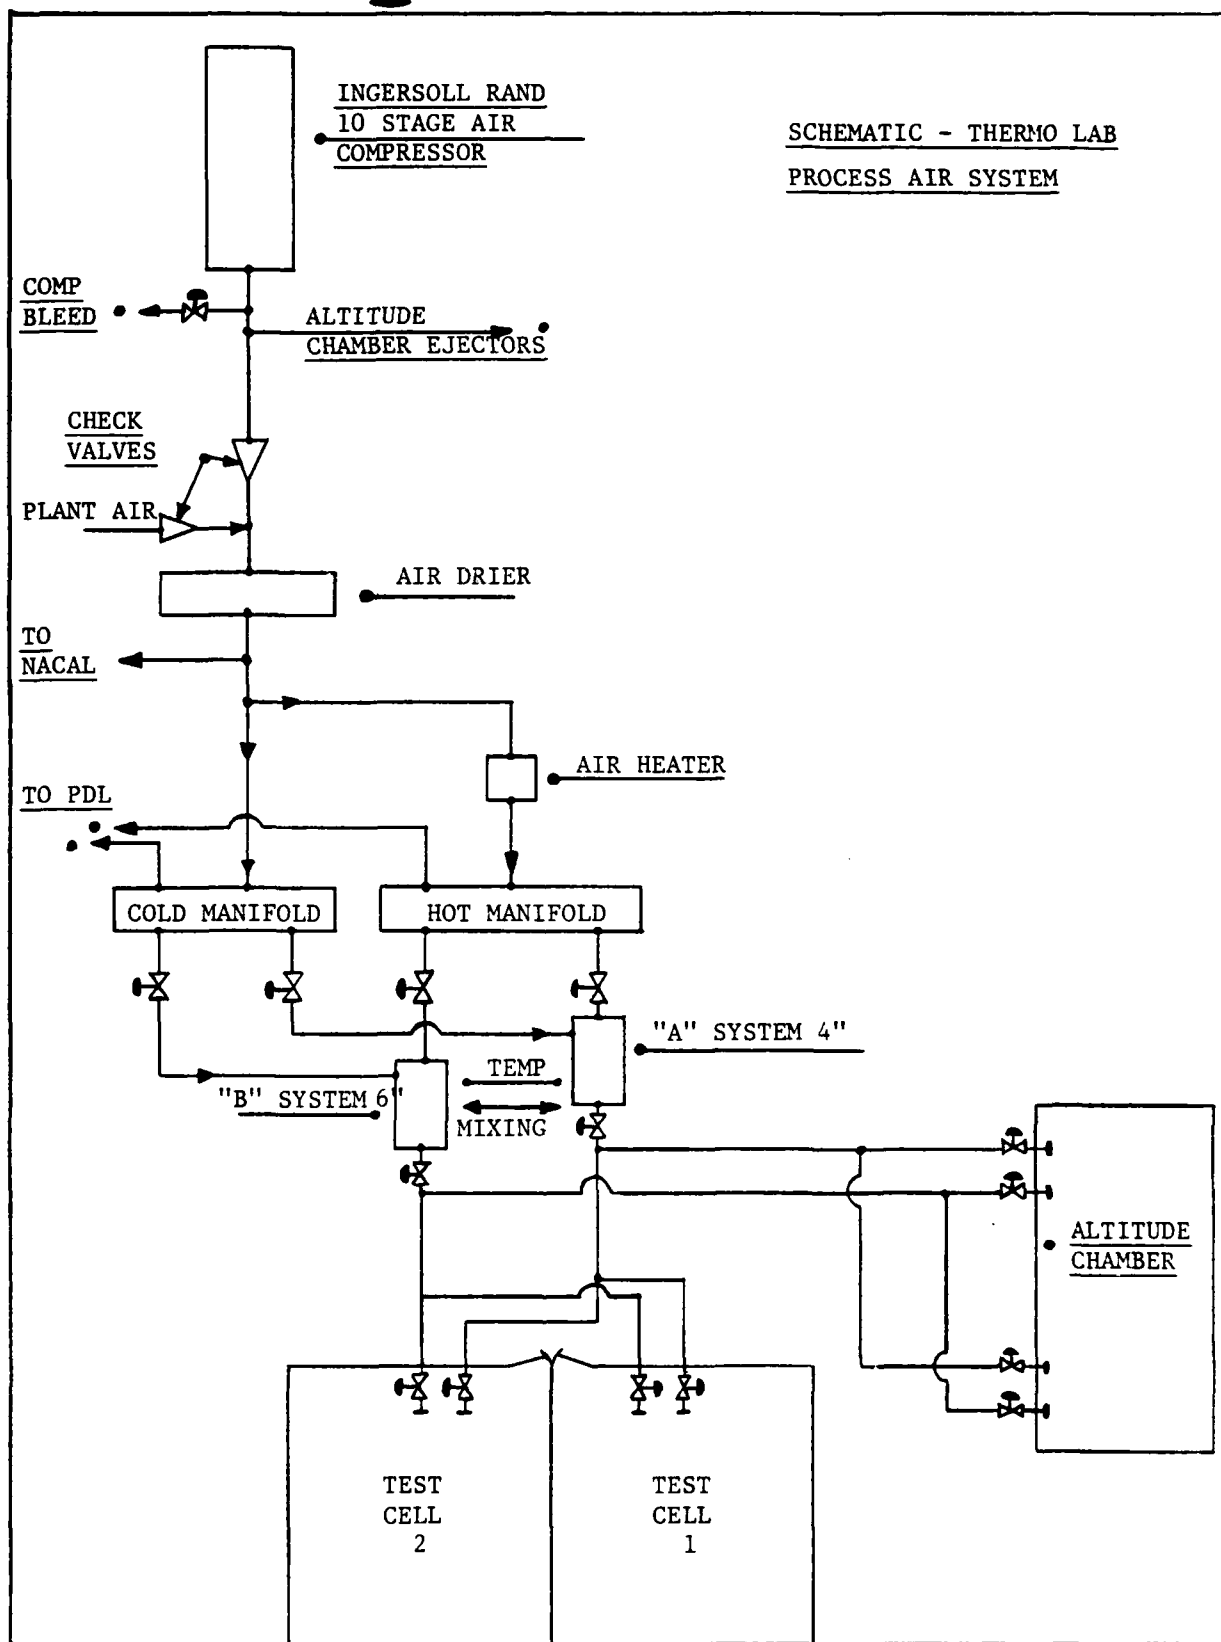 INGERSOLL RAND
10 STAGE AIR
COMPRESSOR
SCHEMATIC - THERMO LAB
PROCESS AIR SYSTEM
COMP
BLEED
ALTITUDE
CHAMBER EJECTORS
CHECK
VALVES
PLANT AIR
AIR DRIER
TO
NACAL
AIR HEATER
TO PDL
COLD MANIFOLD
HOT MANIFOLD
"A" SYSTEM 4"
TEMP
"B" SYSTEM 6"
MIXING
ALTITUDE
CHAMBER
TEST
CELL
2
TEST
CELL
1